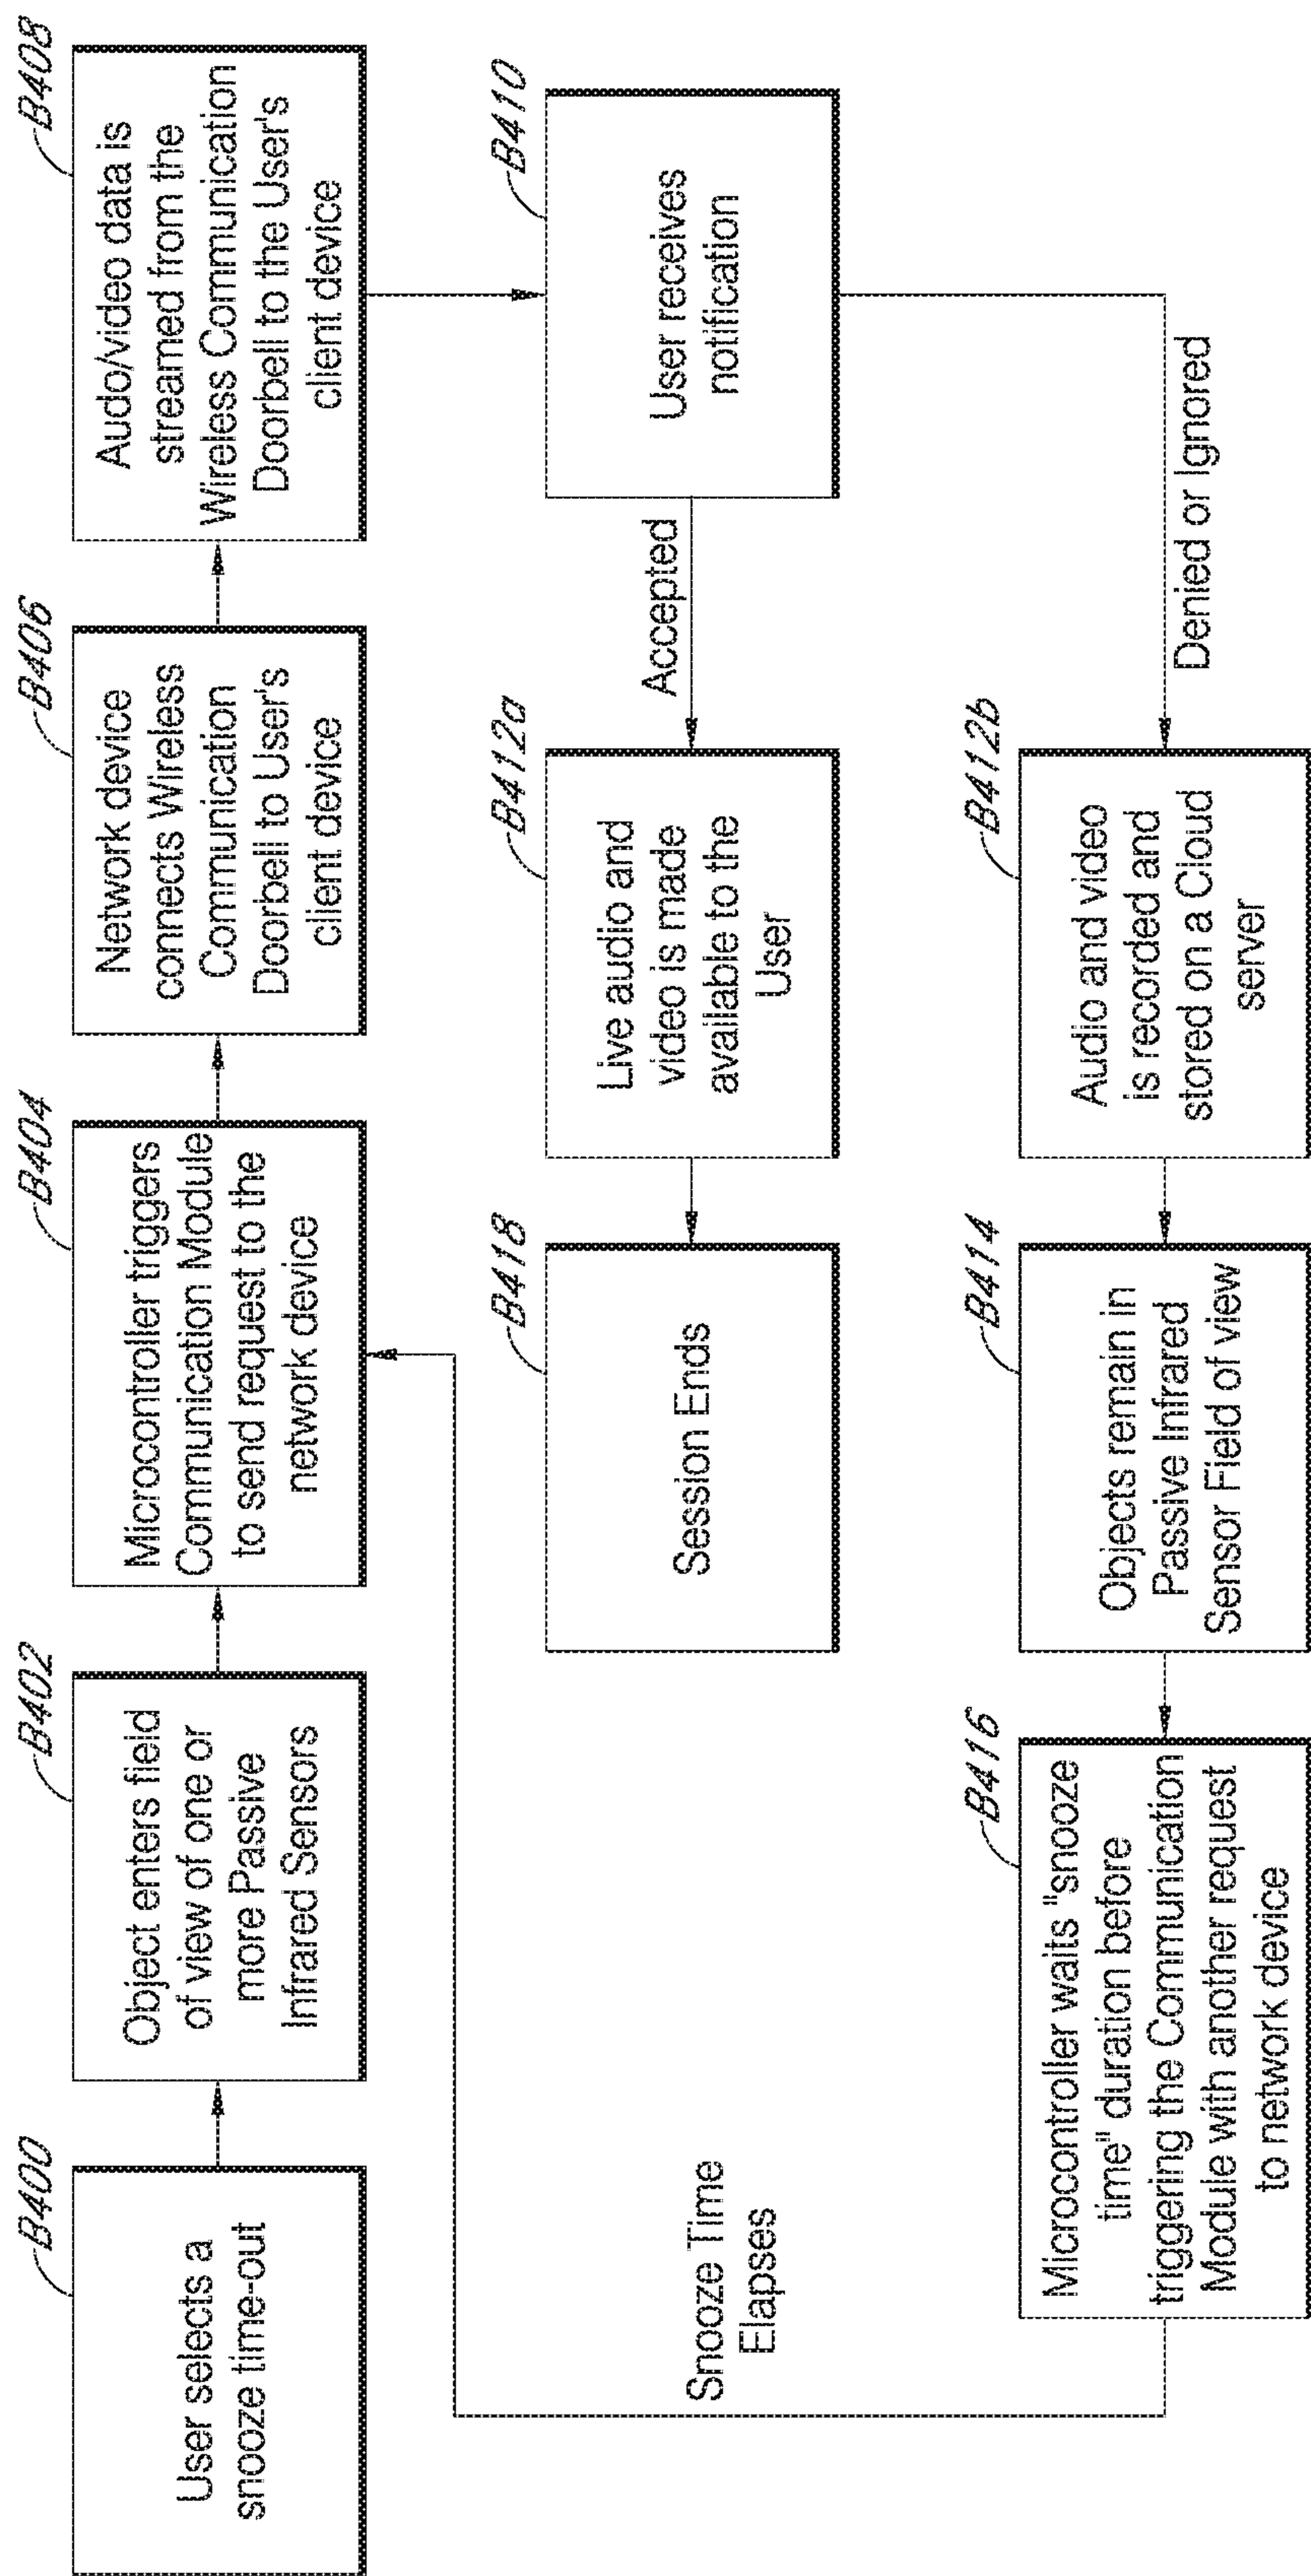 B400
User selects a
snooze time-out
B402
Object enters field
of view of one or
more Passive
Infrared Sensors
B404
Microcontroller triggers
Communication Module
to send request to the
network device
B406
Network device
connects Wireless
Communication
Doorbell to User's
client device
B408
Audo/video data is
streamed from the
Wireless Communication
Doorbell to the User's
client device
B410
User receives
notification
Accepted
B412a
Live audio and
video is made
available to the
User
B418
Session Ends
Denied or Ignored
B412b
Audio and video
is recorded and
stored on a Cloud
server
B414
Objects remain in
Passive Infrared
Sensor Field of view
B416
Microcontroller waits "snooze
time" duration before
triggering the Communication
Module with another request
to network device
Snooze Time
Elapses